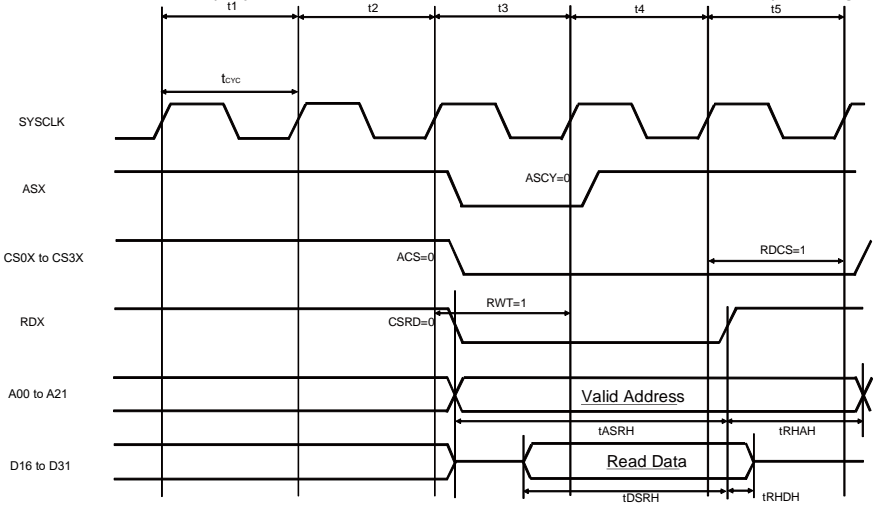 t1 t2 t3 t4 t5
tCYC
SYSCLK
ASX
ASCY=0
CS0X to CS3X
ACS=0
RDCS=1
RDX
CSRD=0
RWT=1
A00 to A21
Valid Address
tASRH
tRHAH
D16 to D31
Read Data
tDSRH
tRHDH